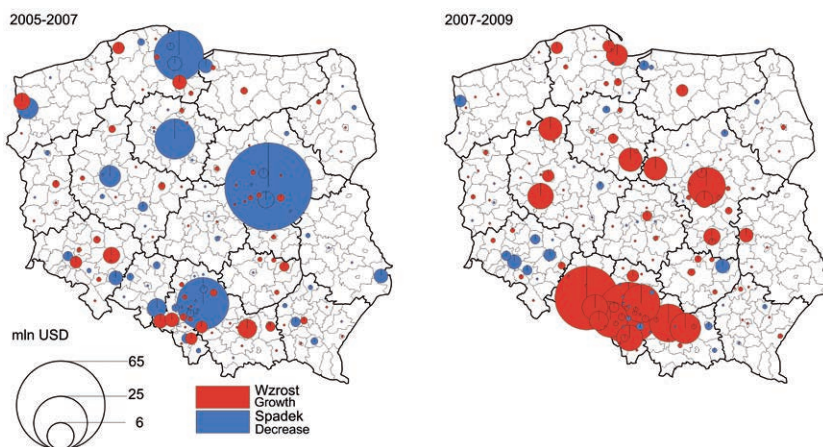 2005-2007
2007-2009
mln USD
65
25
6
Wzrost
Growth
Spadek
Decrease